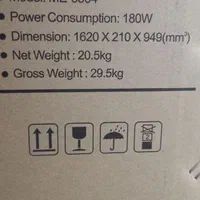 ● Power Consumption: 180W
● Dimension: 1620 X 210 X 949(mm³)
● Net Weight : 20.5kg
● Gross Weight : 29.5kg